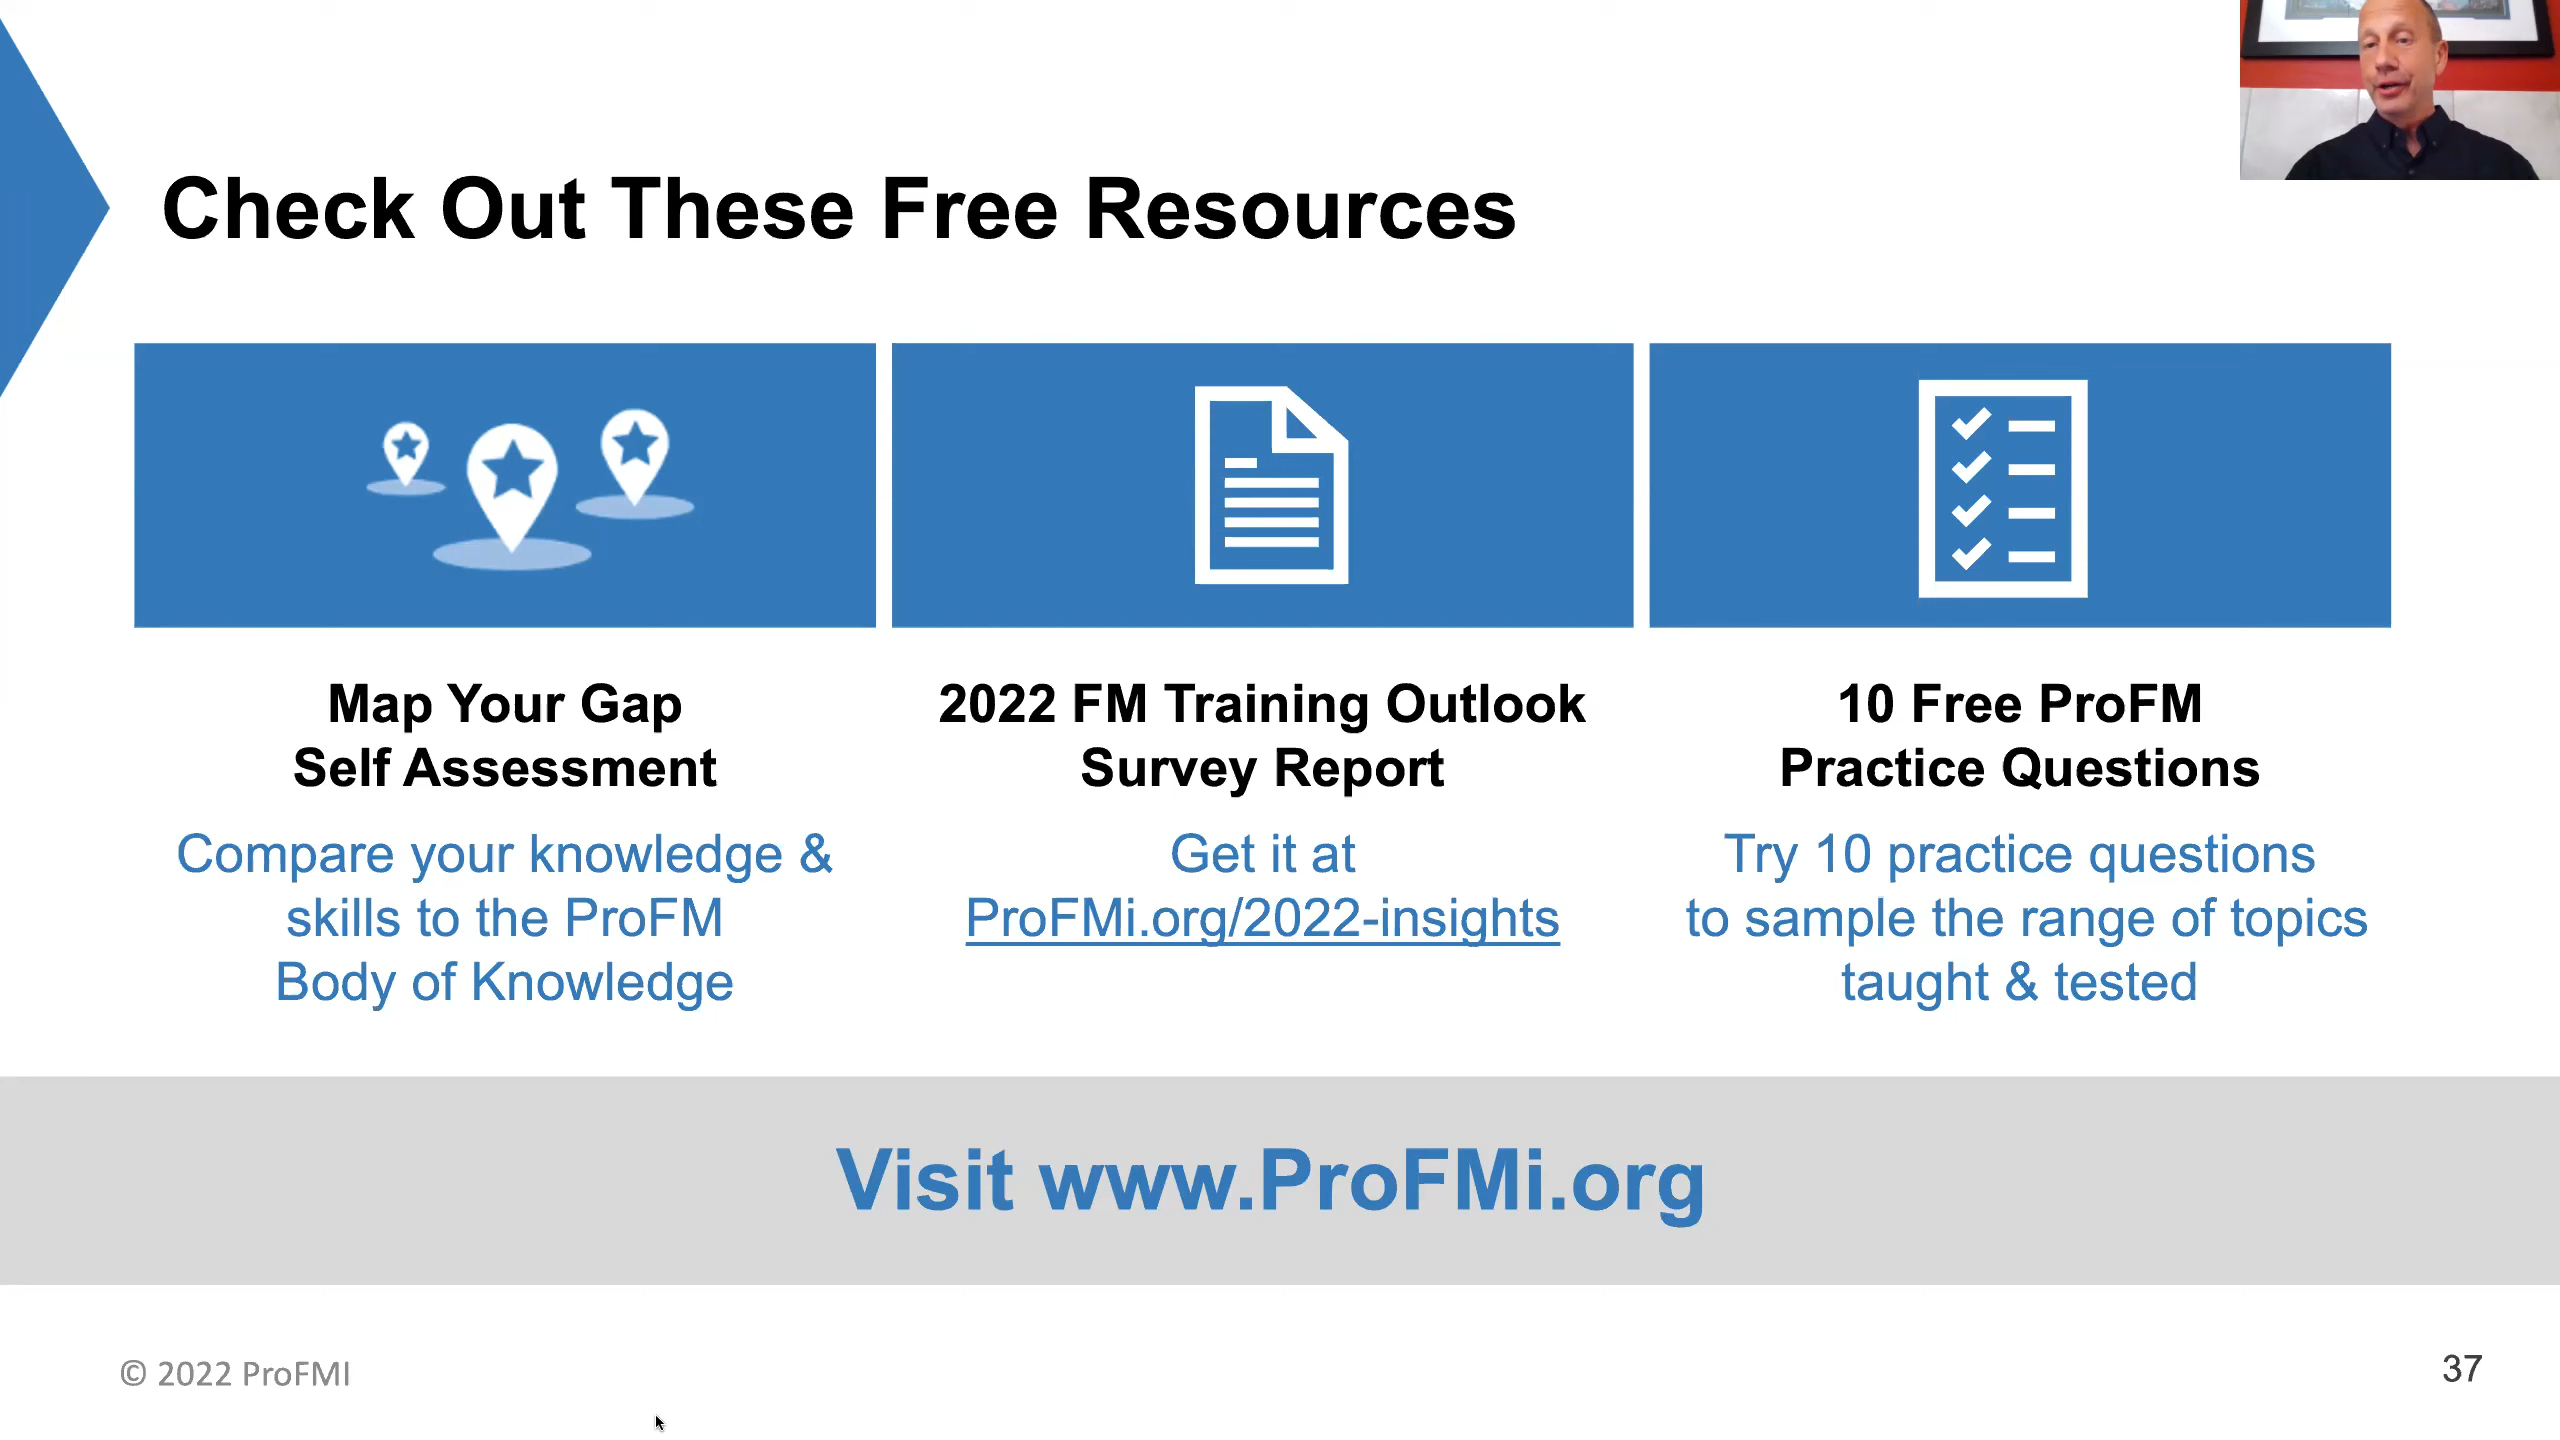 Check Out These Free Resources
Map Your Gap
Self Assessment
Compare your knowledge &
skills to the ProFM
Body of Knowledge
2022 FM Training Outlook
Survey Report
Get it at
ProFMi.org/2022-insights
10 Free ProFM
Practice Questions
Try 10 practice questions
to sample the range of topics
taught & tested
Visit www.ProFMi.org
© 2022 ProFMI
37